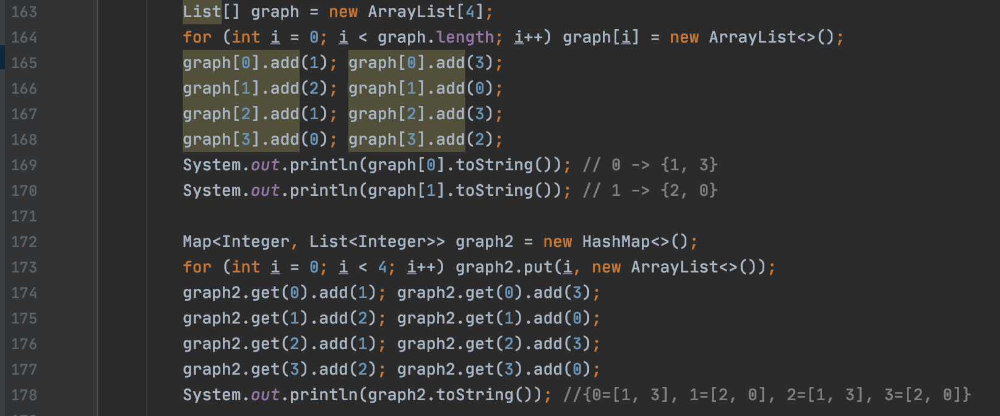 163 List[] graph = new ArrayList[4];
164 for (int i = 0; i < graph.length; i++) graph[i] = new ArrayList<>();
165 graph[0].add(1); graph[0].add(3);
166 graph[1].add(2); graph[1].add(0);
167 graph[2].add(1); graph[2].add(3);
168 graph[3].add(0); graph[3].add(2);
169 System.out.println(graph[0].toString()); // 0 -> {1, 3}
170 System.out.println(graph[1].toString()); // 1 -> {2, 0}
171
172 Map<Integer, List<Integer>> graph2 = new HashMap<>();
173 for (int i = 0; i < 4; i++) graph2.put(i, new ArrayList<>());
174 graph2.get(0).add(1); graph2.get(0).add(3);
175 graph2.get(1).add(2); graph2.get(1).add(0);
176 graph2.get(2).add(1); graph2.get(2).add(3);
177 graph2.get(3).add(2); graph2.get(3).add(0);
178 System.out.println(graph2.toString()); //{0=[1, 3], 1=[2, 0], 2=[1, 3], 3=[2, 0]}